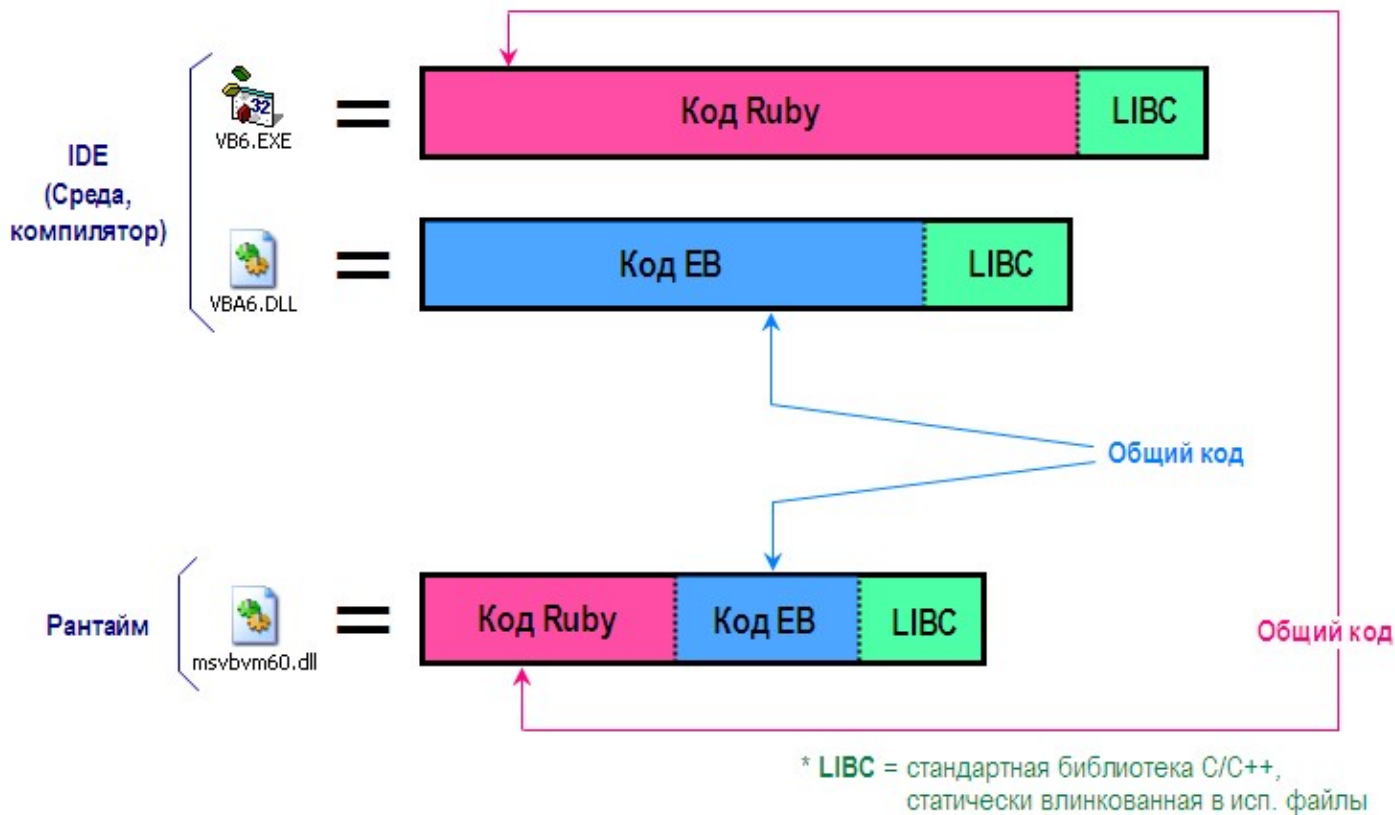 IDE
(Среда,
компилятор)
32
VB6.EXE
=
Код Ruby
LIBC
VBA6.DLL
=
Код EB
LIBC
Общий код
Рантайм
msvbvm60.dll
=
Код Ruby
Код EB
LIBC
Общий код
* LIBC = стандартная библиотека C/C++,
статически влинкованная в исп. файлы